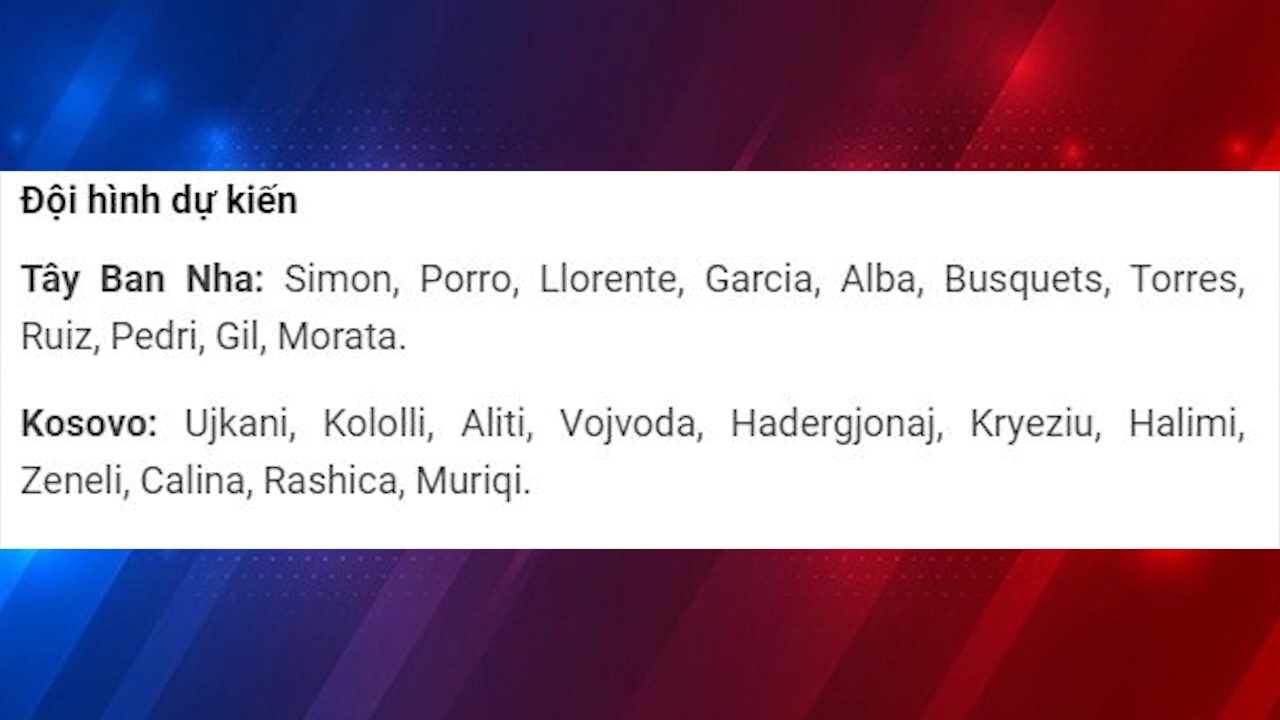 Đội hình dự kiến
Tây Ban Nha: Simon, Porro, Llorente, Garcia, Alba, Busquets, Torres,
Ruiz, Pedri, Gil, Morata.
Kosovo: Ujkani, Kololli, Aliti, Vojvoda, Hadergjonaj, Kryeziu, Halimi,
Zeneli, Calina, Rashica, Muriqi.